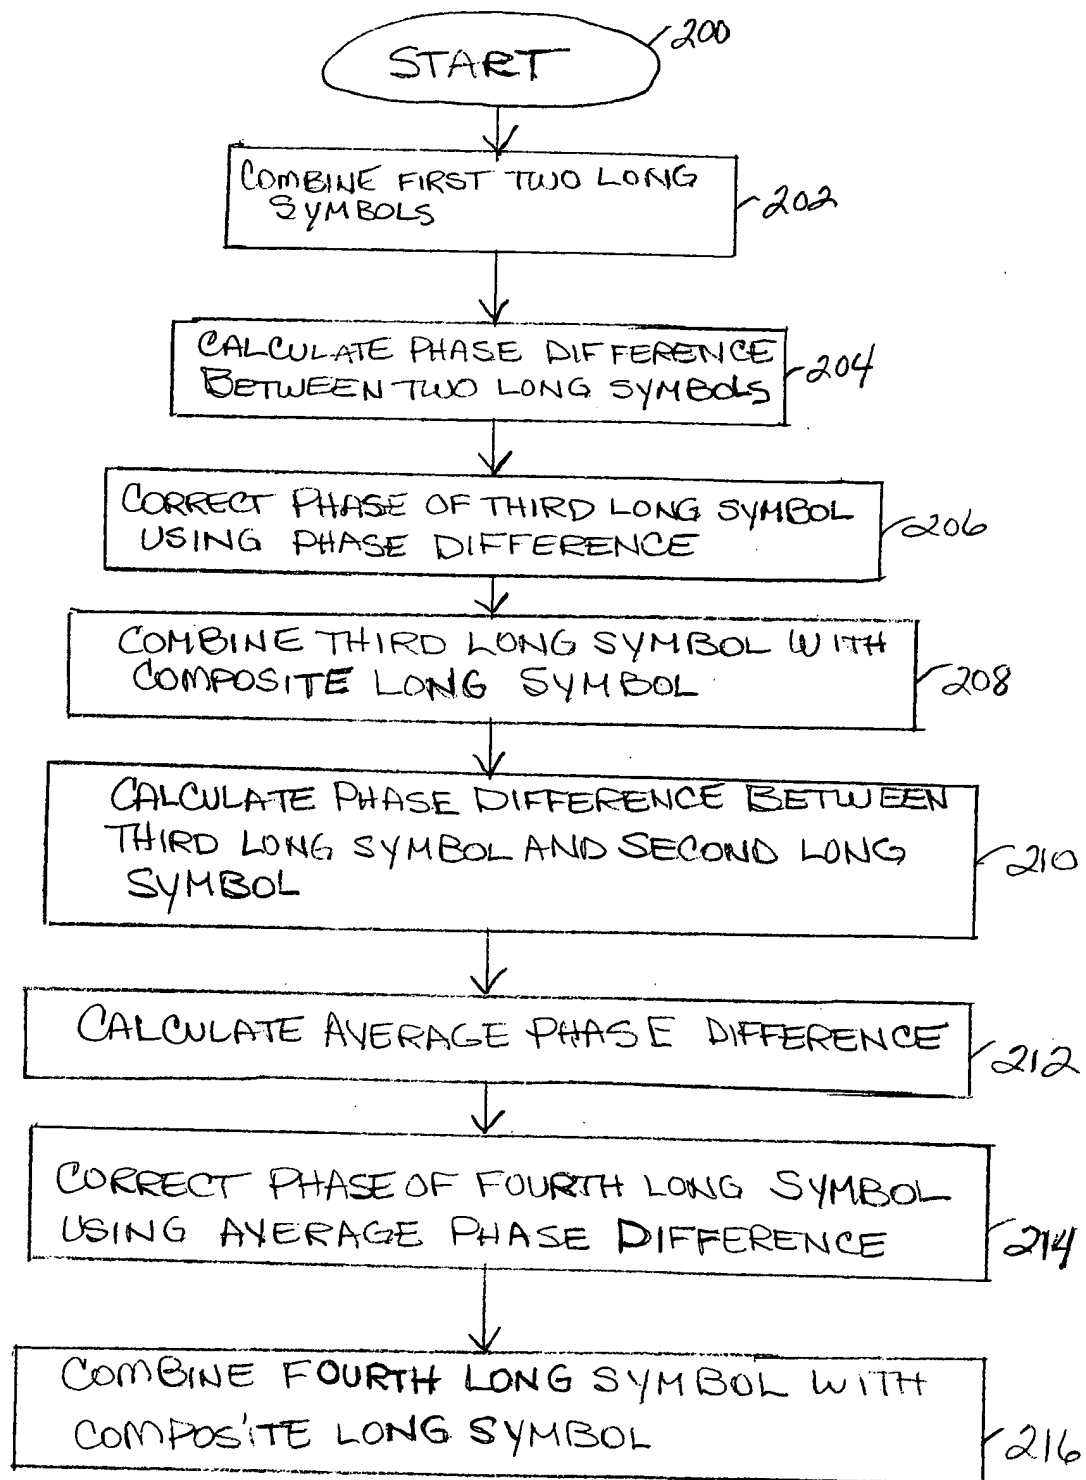 START
200
COMBINE FIRST TWO LONG
SYMBOLS
202
CALCULATE PHASE DIFFERENCE
BETWEEN TWO LONG SYMBOLS
204
CORRECT PHASE OF THIRD LONG SYMBOL
USING PHASE DIFFERENCE
206
COMBINE THIRD LONG SYMBOL WITH
COMPOSITE LONG SYMBOL
208
CALCULATE PHASE DIFFERENCE BETWEEN
THIRD LONG SYMBOL AND SECOND LONG
SYMBOL
210
CALCULATE AVERAGE PHASE DIFFERENCE
212
CORRECT PHASE OF FOURTH LONG SYMBOL
USING AVERAGE PHASE DIFFERENCE
214
COMBINE FOURTH LONG SYMBOL WITH
COMPOSITE LONG SYMBOL
216